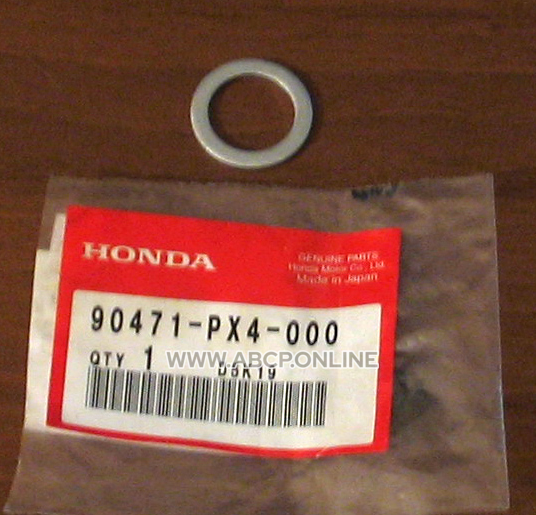 HONDA
GENUINE PARTS
Honda Motor Co., Ltd.
Made in Japan
90471-PX4-000
QTY 1
D5K19
WWW.ABCP.ONLINE